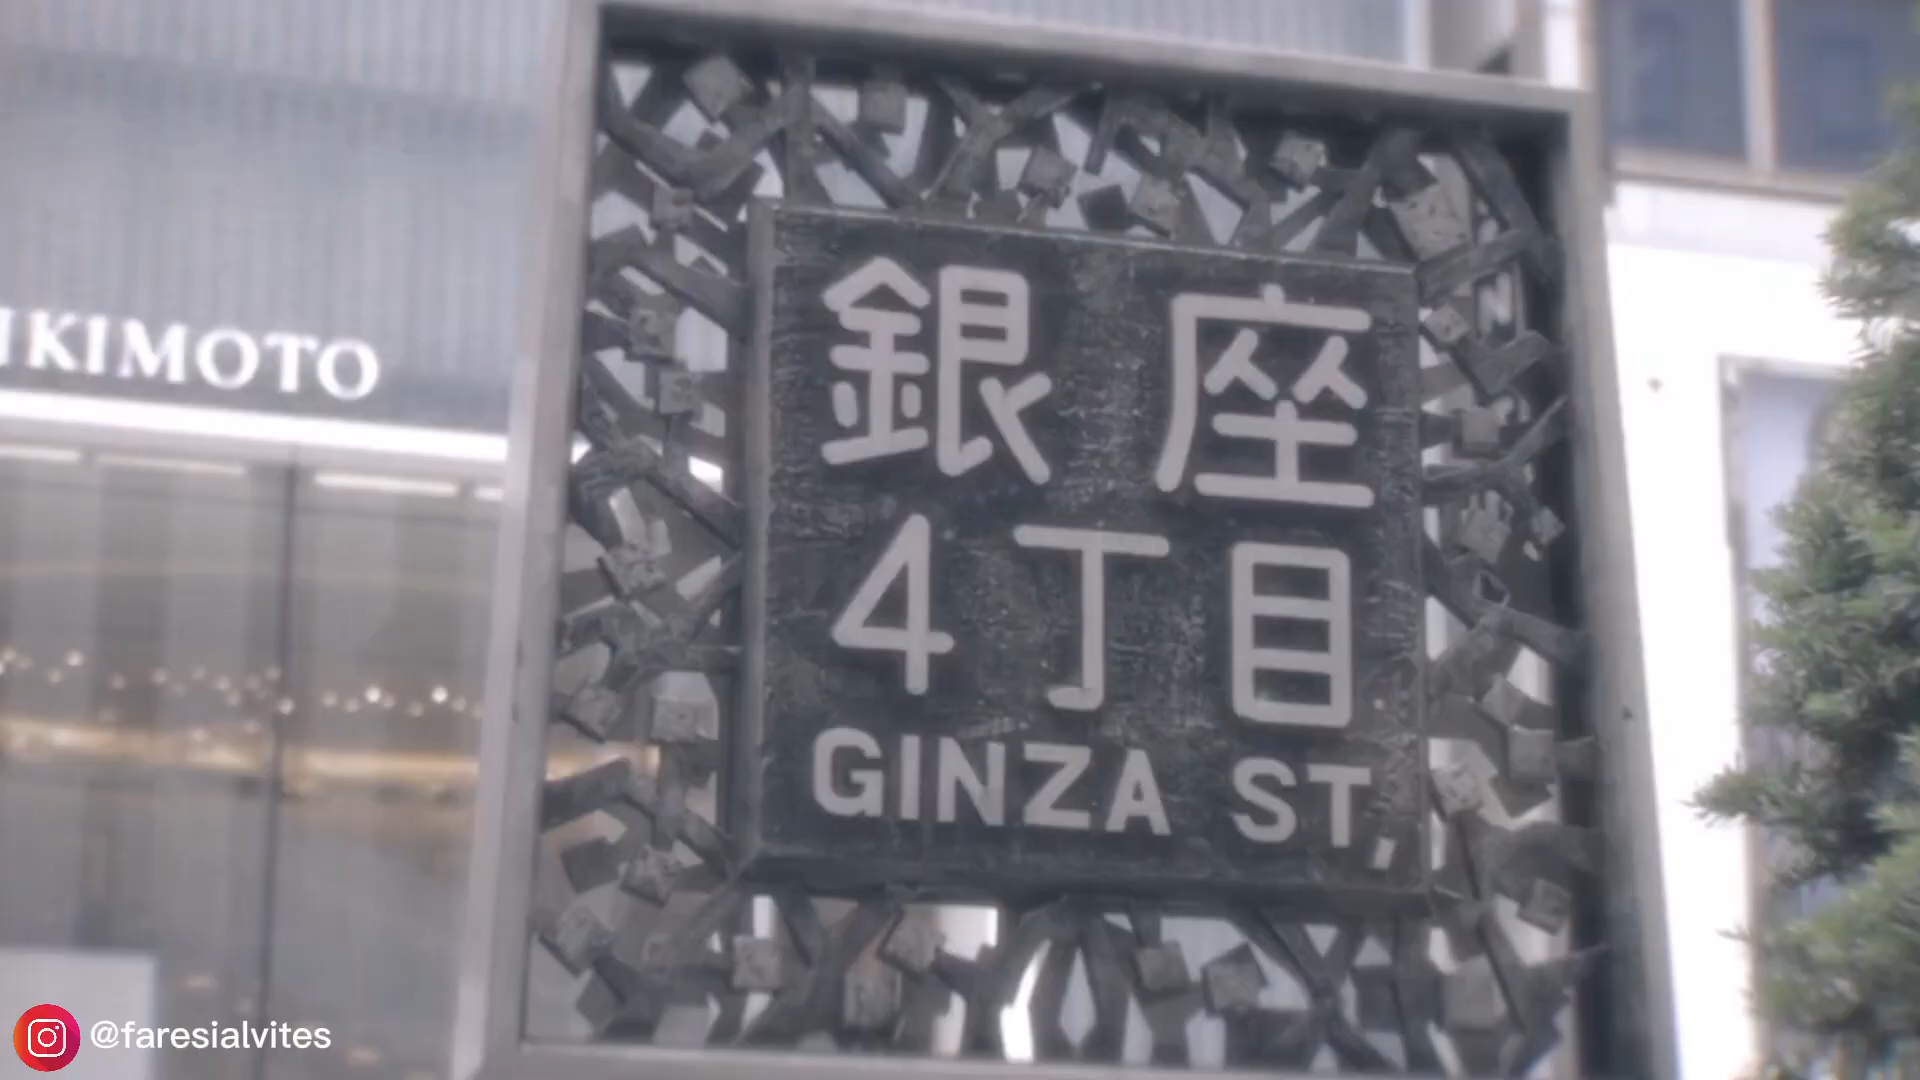 IKIMOTO
銀座
4丁目
GINZA ST,
@faresialvites